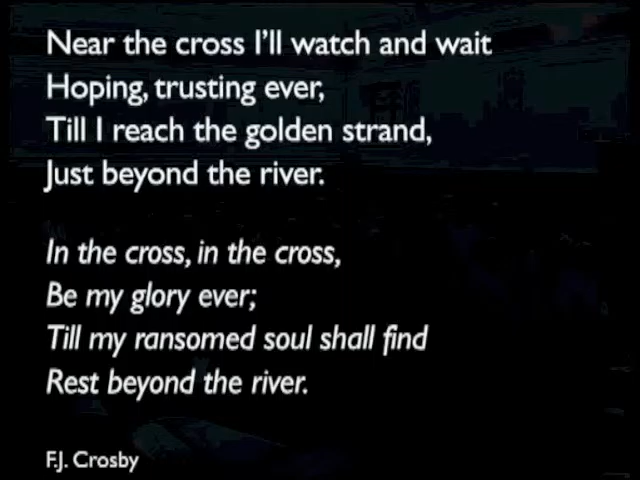 Near the cross I'll watch and wait
Hoping, trusting ever,
Till I reach the golden strand,
Just beyond the river.
In the cross, in the cross,
Be my glory ever;
Till my ransomed soul shall find
Rest beyond the river.
F.J. Crosby